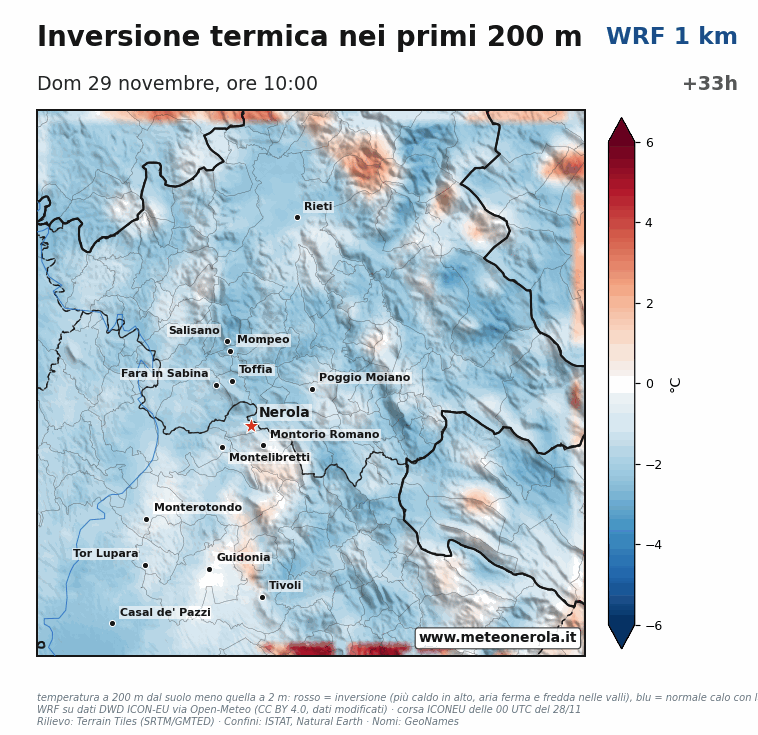 Inversione termica nei primi 200 m WRF 1 km
Dom 29 novembre, ore 10:00 +33h
Rieti
Salisano
Mompeo
Fara in Sabina
Toffia
Poggio Moiano
Nerola
Montorio Romano
Montelibretti
Monterotondo
Tor Lupara
Guidonia
Tivoli
Casal de' Pazzi
www.meteonerola.it
6
4
2
0
−2
−4
−6
°C
temperatura a 200 m dal suolo meno quella a 2 m: rosso = inversione (più caldo in alto, aria ferma e fredda nelle valli), blu = normale calo con
WRF su dati DWD ICON-EU via Open-Meteo (CC BY 4.0, dati modificati) · corsa ICONEU delle 00 UTC del 28/11
Rilievo: Terrain Tiles (SRTM/GMTED) · Confini: ISTAT, Natural Earth · Nomi: GeoNames